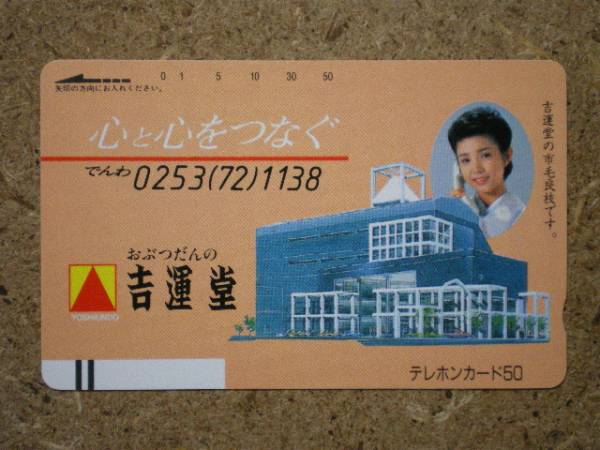 0 1 5 10 30 50
矢印の方向にお入れください。
心と心をつなぐ
でんわ 0253(72)1138
吉運堂の市毛良枝です。
おぶつだんの
吉運堂
YOSHIUNDO
テレホンカード50